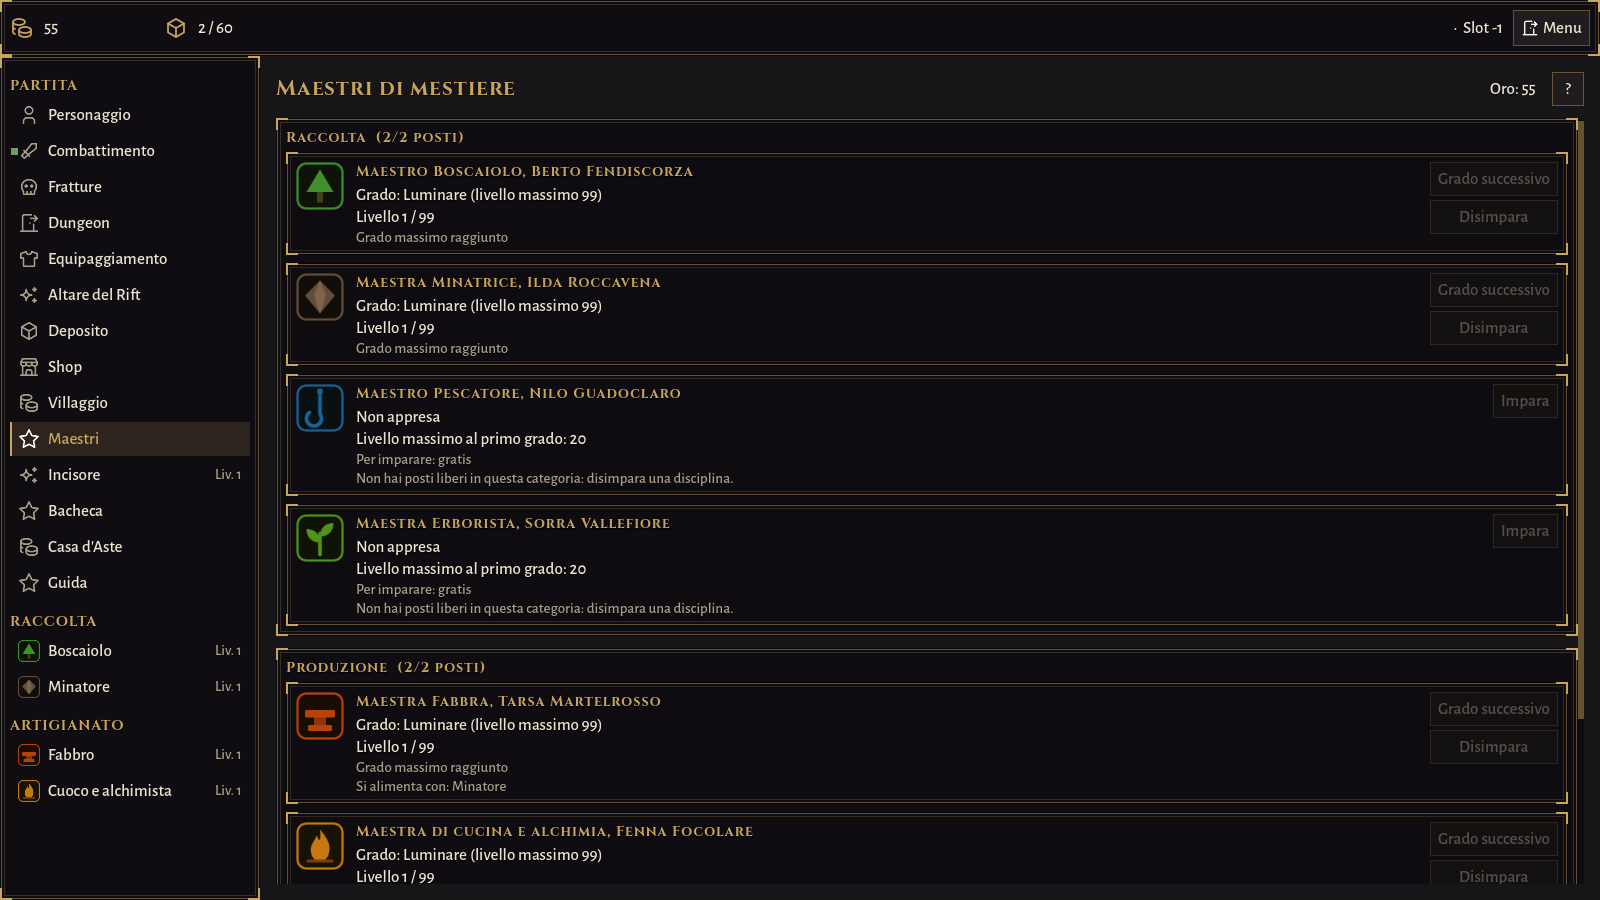 55
2 / 60
· Slot -1
Menu
PARTITA
Personaggio
Combattimento
Fratture
Dungeon
Equipaggiamento
Altare del Rift
Deposito
Shop
Villaggio
Maestri
Incisore Liv. 1
Bacheca
Casa d'Aste
Guida
RACCOLTA
Boscaiolo Liv. 1
Minatore Liv. 1
ARTIGIANATO
Fabbro Liv. 1
Cuoco e alchimista Liv. 1
Maestri di mestiere
Oro: 55
?
Raccolta (2/2 posti)
Maestro Boscaiolo, Berto Fendiscorza
Grado: Luminare (livello massimo 99)
Livello 1 / 99
Grado massimo raggiunto
Grado successivo
Disimpara
Maestra Minatrice, Ilda Roccavena
Grado: Luminare (livello massimo 99)
Livello 1 / 99
Grado massimo raggiunto
Grado successivo
Disimpara
Maestro Pescatore, Nilo Guadoclaro
Non appresa
Livello massimo al primo grado: 20
Per imparare: gratis
Non hai posti liberi in questa categoria: disimpara una disciplina.
Impara
Maestra Erborista, Sorra Vallefiore
Non appresa
Livello massimo al primo grado: 20
Per imparare: gratis
Non hai posti liberi in questa categoria: disimpara una disciplina.
Impara
Produzione (2/2 posti)
Maestra Fabbra, Tarsa Martelrosso
Grado: Luminare (livello massimo 99)
Livello 1 / 99
Grado massimo raggiunto
Si alimenta con: Minatore
Grado successivo
Disimpara
Maestra di cucina e alchimia, Fenna Focolare
Grado: Luminare (livello massimo 99)
Livello 1 / 99
Grado successivo
Disimpara